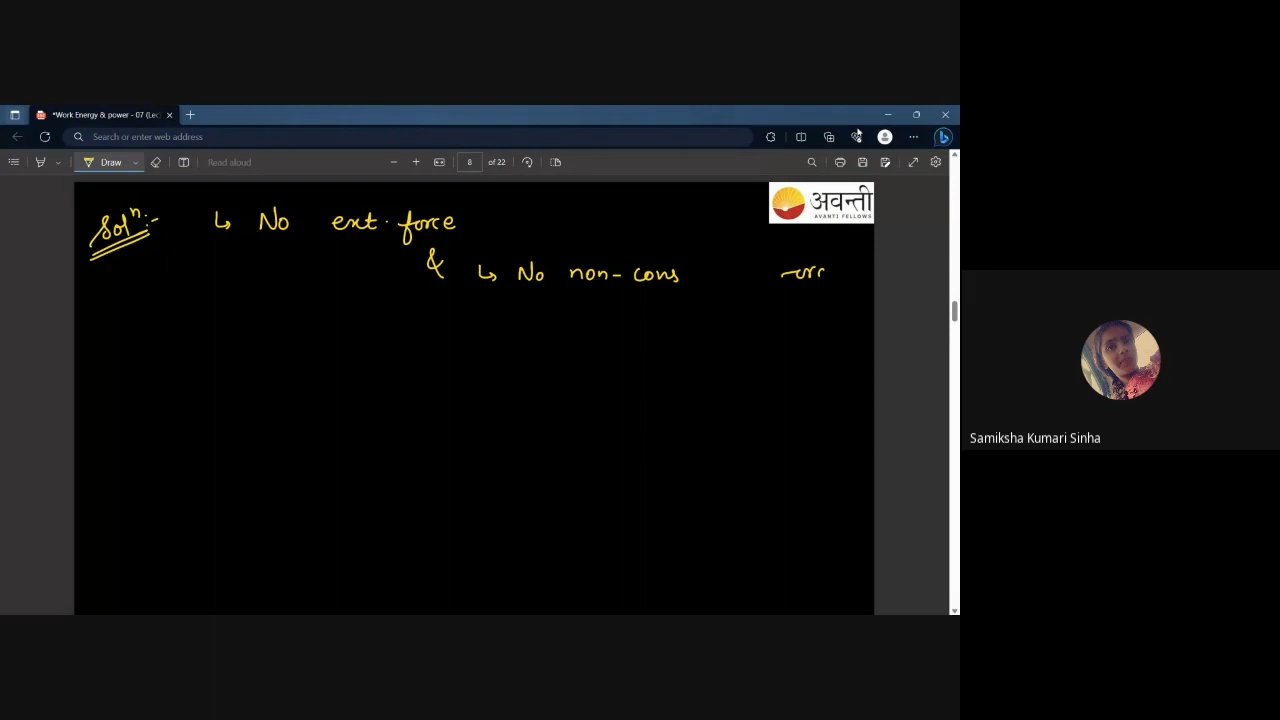 *Work Energy & power - 07 (Lec
Search or enter web address
Draw
Read aloud
8 of 22
अवन्ती
AVANTI FELLOWS
Solⁿ:- ↳ No ext. force
& ↳ No non-cons
Samiksha Kumari Sinha